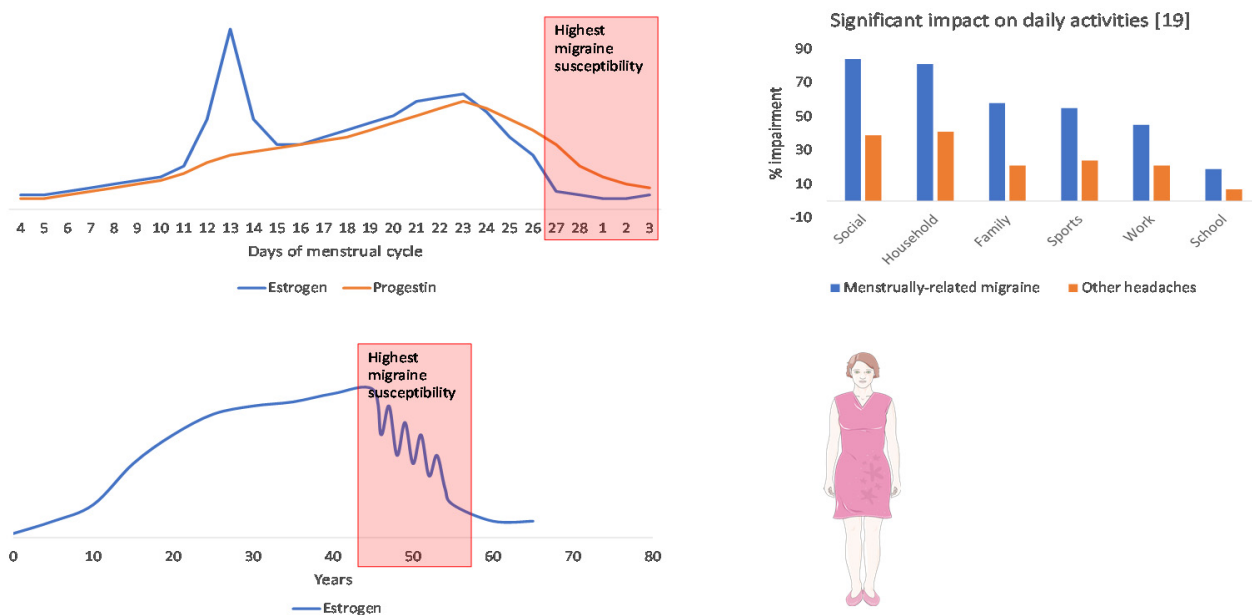 Highest
migraine
susceptibility
4 5 6 7 8 9 10 11 12 13 14 15 16 17 18 19 20 21 22 23 24 25 26 27 28 1 2 3
Days of menstrual cycle
Estrogen Progestin
Significant impact on daily activities [19]
% impairment
90
70
50
30
10
-10
Social Household Family Sports Work School
Menstrually-related migraine Other headaches
Highest
migraine
susceptibility
0 10 20 30 40 50 60 70 80
Years
Estrogen